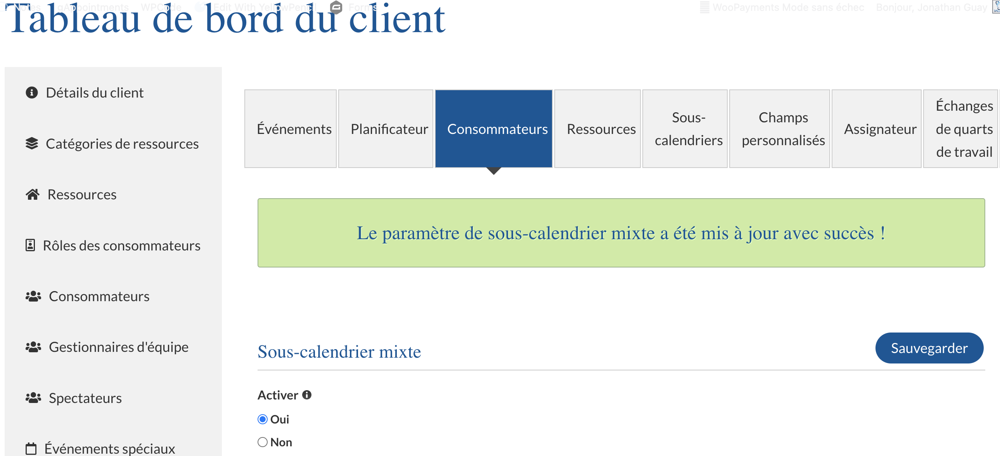 Notes gAppointments WPCode Edit With YellowPencil Forms WooPayments Mode sans échec Bonjour, Jonathan Guay
Tableau de bord du client
Détails du client
Catégories de ressources
Ressources
Rôles des consommateurs
Consommateurs
Gestionnaires d'équipe
Spectateurs
Événements spéciaux
Événements
Planificateur
Consommateurs
Ressources
Sous-
calendriers
Champs
personnalisés
Assignateur
Échanges
de quarts
de travail
Le paramètre de sous-calendrier mixte a été mis à jour avec succès !
Sous-calendrier mixte
Sauvegarder
Activer
Oui
Non